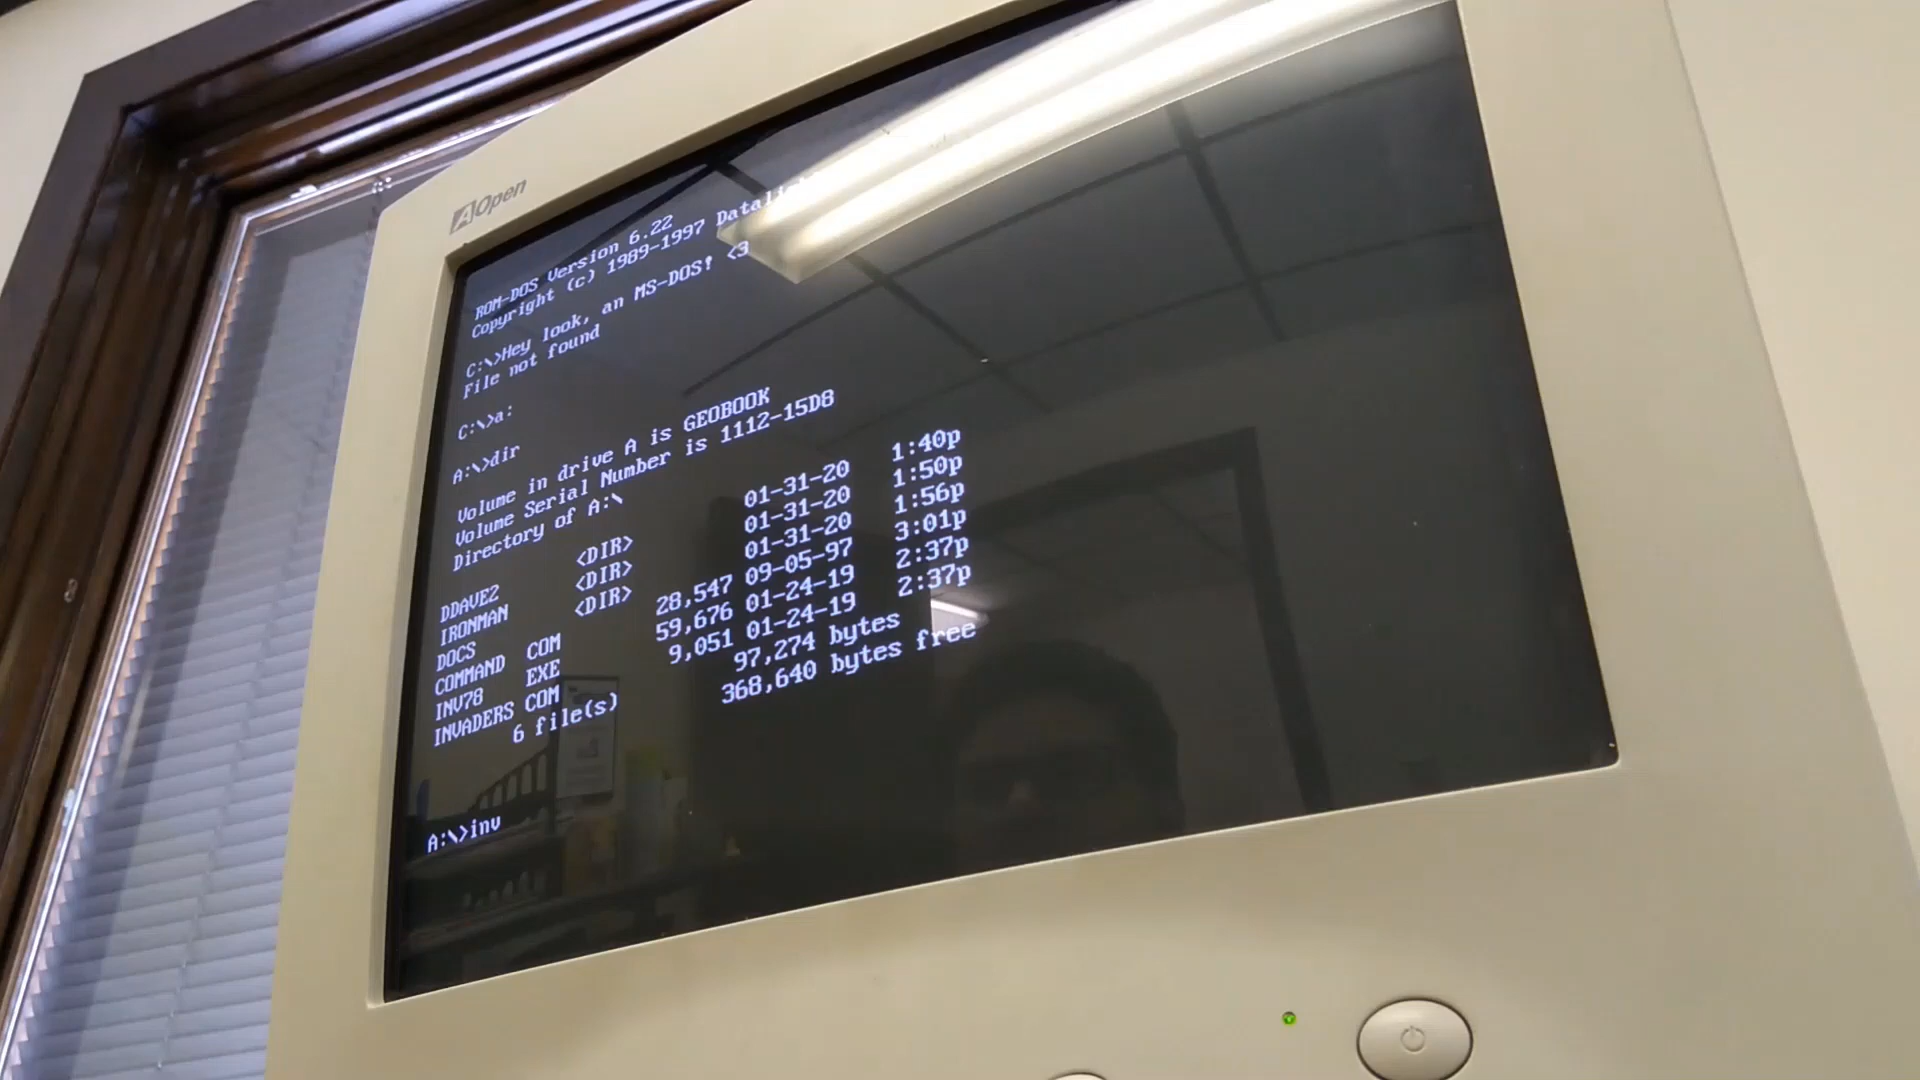 AOpen
ROM-DOS Version 6.22
Copyright (c) 1989-1997 Datalight
C:\>Hey look, an MS-DOS! <3
File not found
C:\>a:
A:\>dir
Volume in drive A is GEOBOOK
Volume Serial Number is 1112-15D8
Directory of A:\
DDAVE2 <DIR> 01-31-20 1:40p
IRONMAN <DIR> 01-31-20 1:50p
DOCS <DIR> 01-31-20 1:56p
COMMAND COM 28,547 09-05-97 3:01p
INV78 EXE 59,676 01-24-19 2:37p
INVADERS COM 9,051 01-24-19 2:37p
6 file(s) 97,274 bytes
368,640 bytes free
A:\>inv